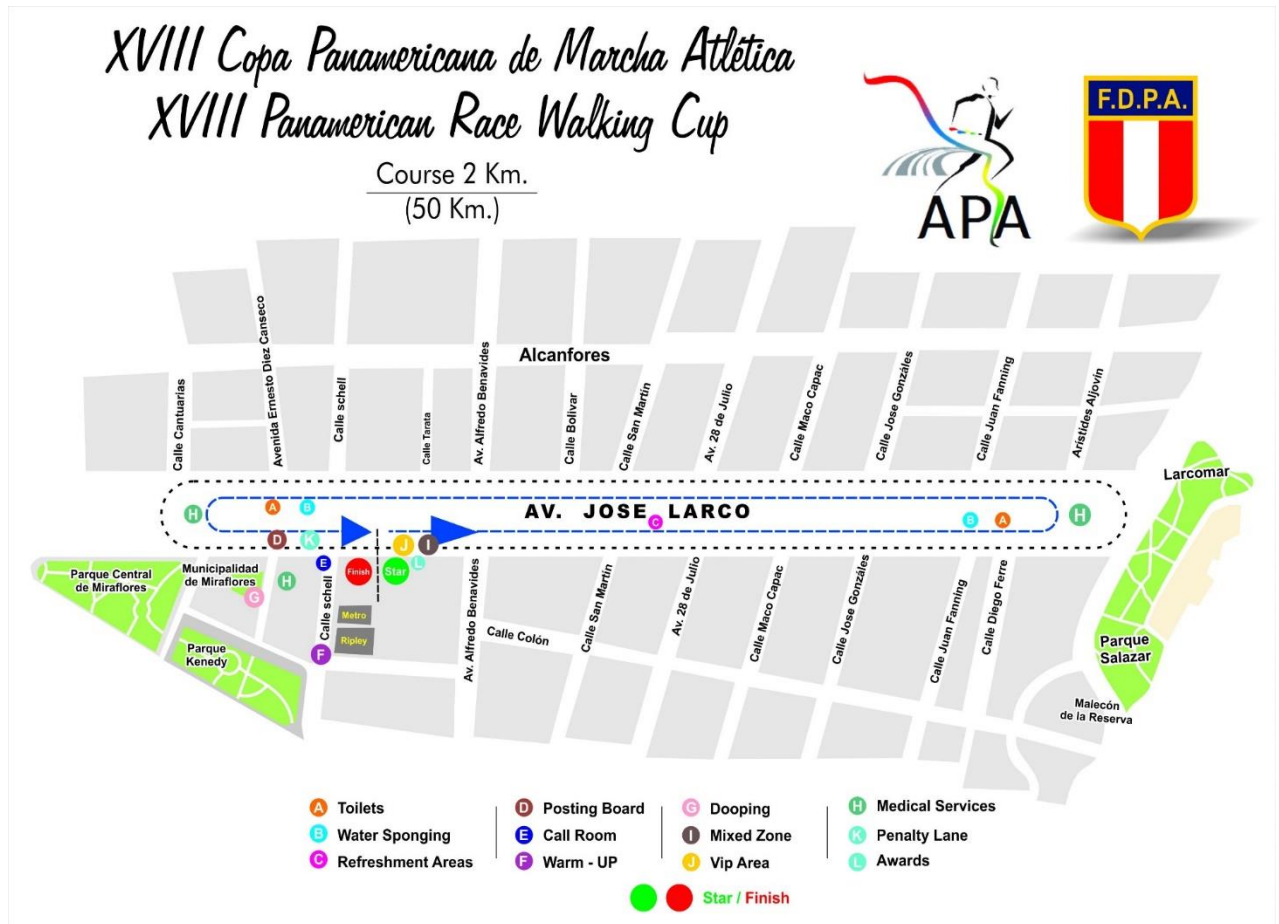 XVIII Copa Panamericana de Marcha Atlética
XVIII Panamerican Race Walking Cup
Course 2 Km.
(50 Km.)
APA
F.D.P.A.
Alcanfores
Calle Cantuarias
Avenida Ernesto Diez Canseco
Calle schell
Calle Tarata
Av. Alfredo Benavides
Calle Bolivar
Calle San Martín
Av. 28 de Julio
Calle Maco Capac
Calle Jose Gonzáles
Calle Juan Fanning
Arístides Aljovín
Larcomar
H
A
B
AV. JOSE LARCO
C
B
A
H
D
K
J
I
E
Finish
Star
L
Parque Central
de Miraflores
Municipalidad
de Miraflores
H
G
Calle schell
Metro
Ripley
F
Parque
Kenedy
Av. Alfredo Benavides
Calle Colón
Calle San Martín
Av. 28 de Julio
Calle Maco Capac
Calle Jose Gonzáles
Calle Juan Fanning
Calle Diego Ferre
Parque
Salazar
Malecón
de la Reserva
A Toilets
B Water Sponging
C Refreshment Areas
D Posting Board
E Call Room
F Warm - UP
G Dooping
I Mixed Zone
J Vip Area
H Medical Services
K Penalty Lane
L Awards
Star / Finish